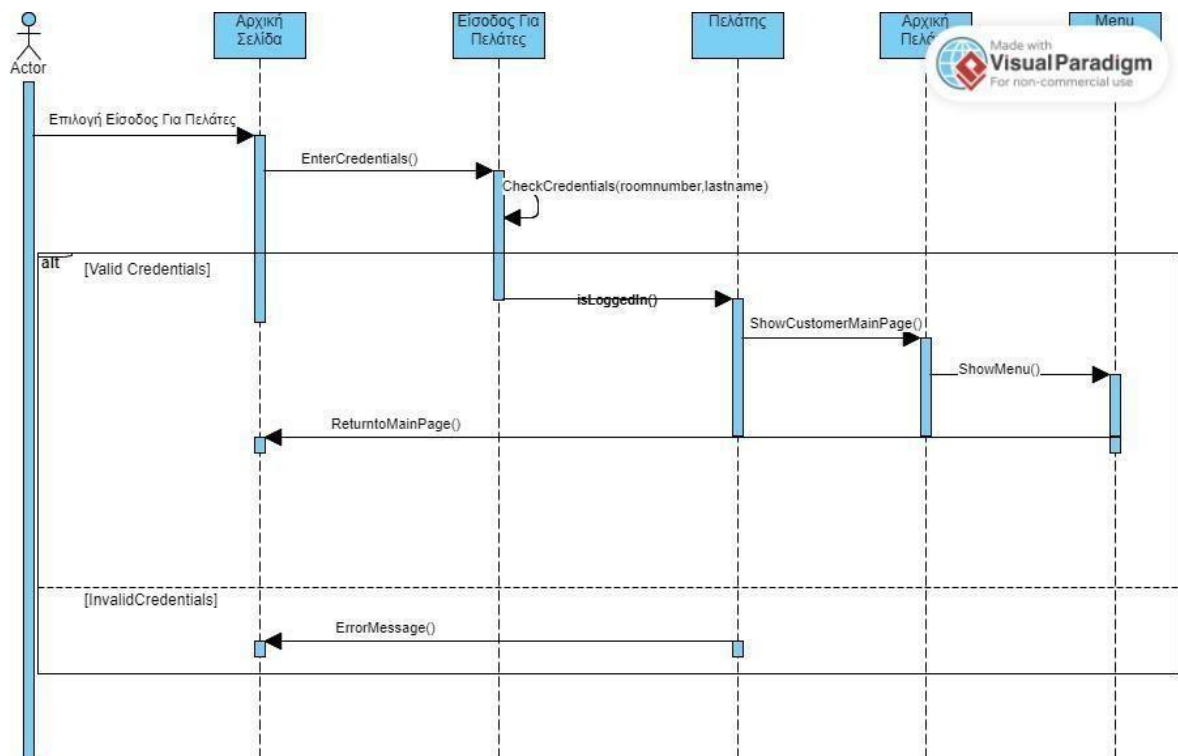 Αρχική
Σελίδα
Είσοδος Για
Πελάτες
Πελάτης
Αρχική
Menu
Made with
Visual Paradigm
For non-commercial use
Actor
Επιλογή Είσοδος Για Πελάτες
EnterCredentials()
CheckCredentials(roomnumber,lastname)
alt
[Valid Credentials]
isLoggedIn()
ShowCustomerMainPage()
ShowMenu()
ReturntoMainPage()
[InvalidCredentials]
ErrorMessage()